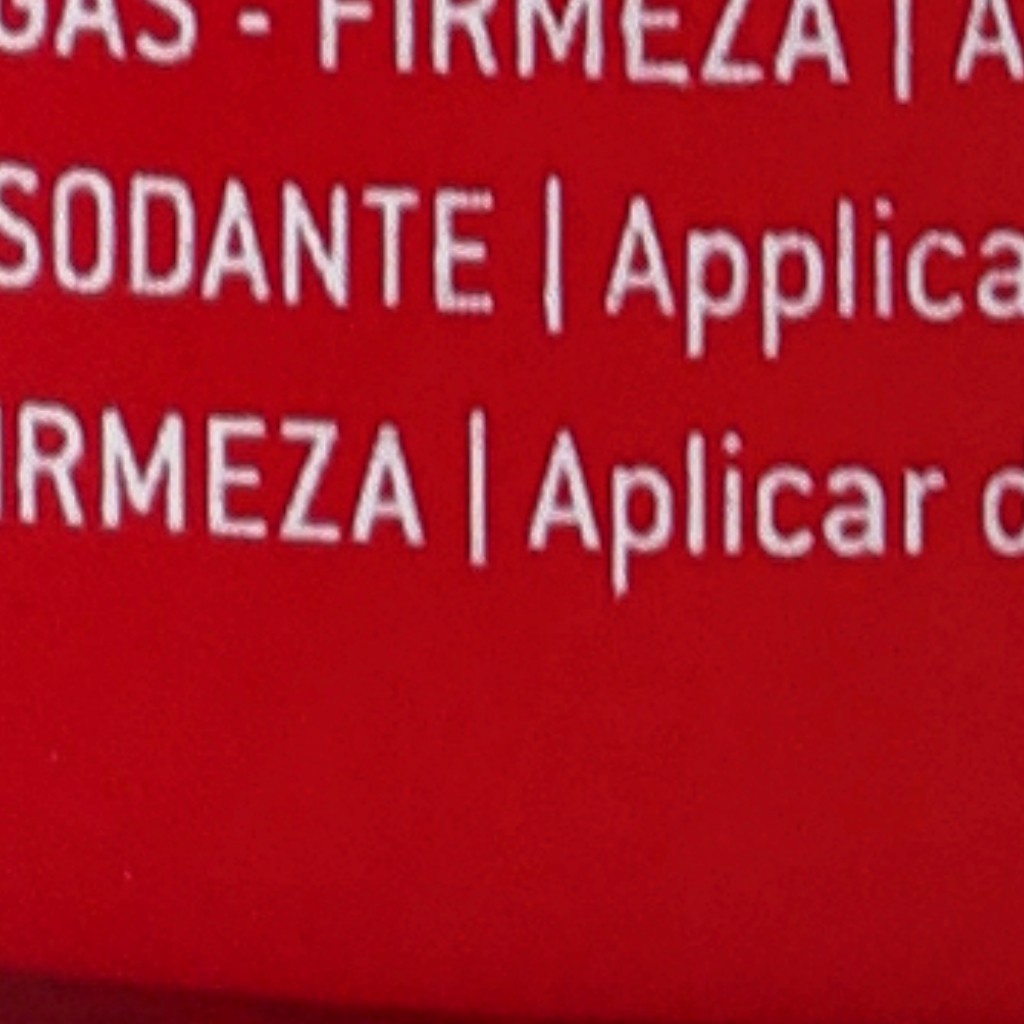 GAS - FIRMEZA | A
SODANTE | Applica
IRMEZA | Aplicar